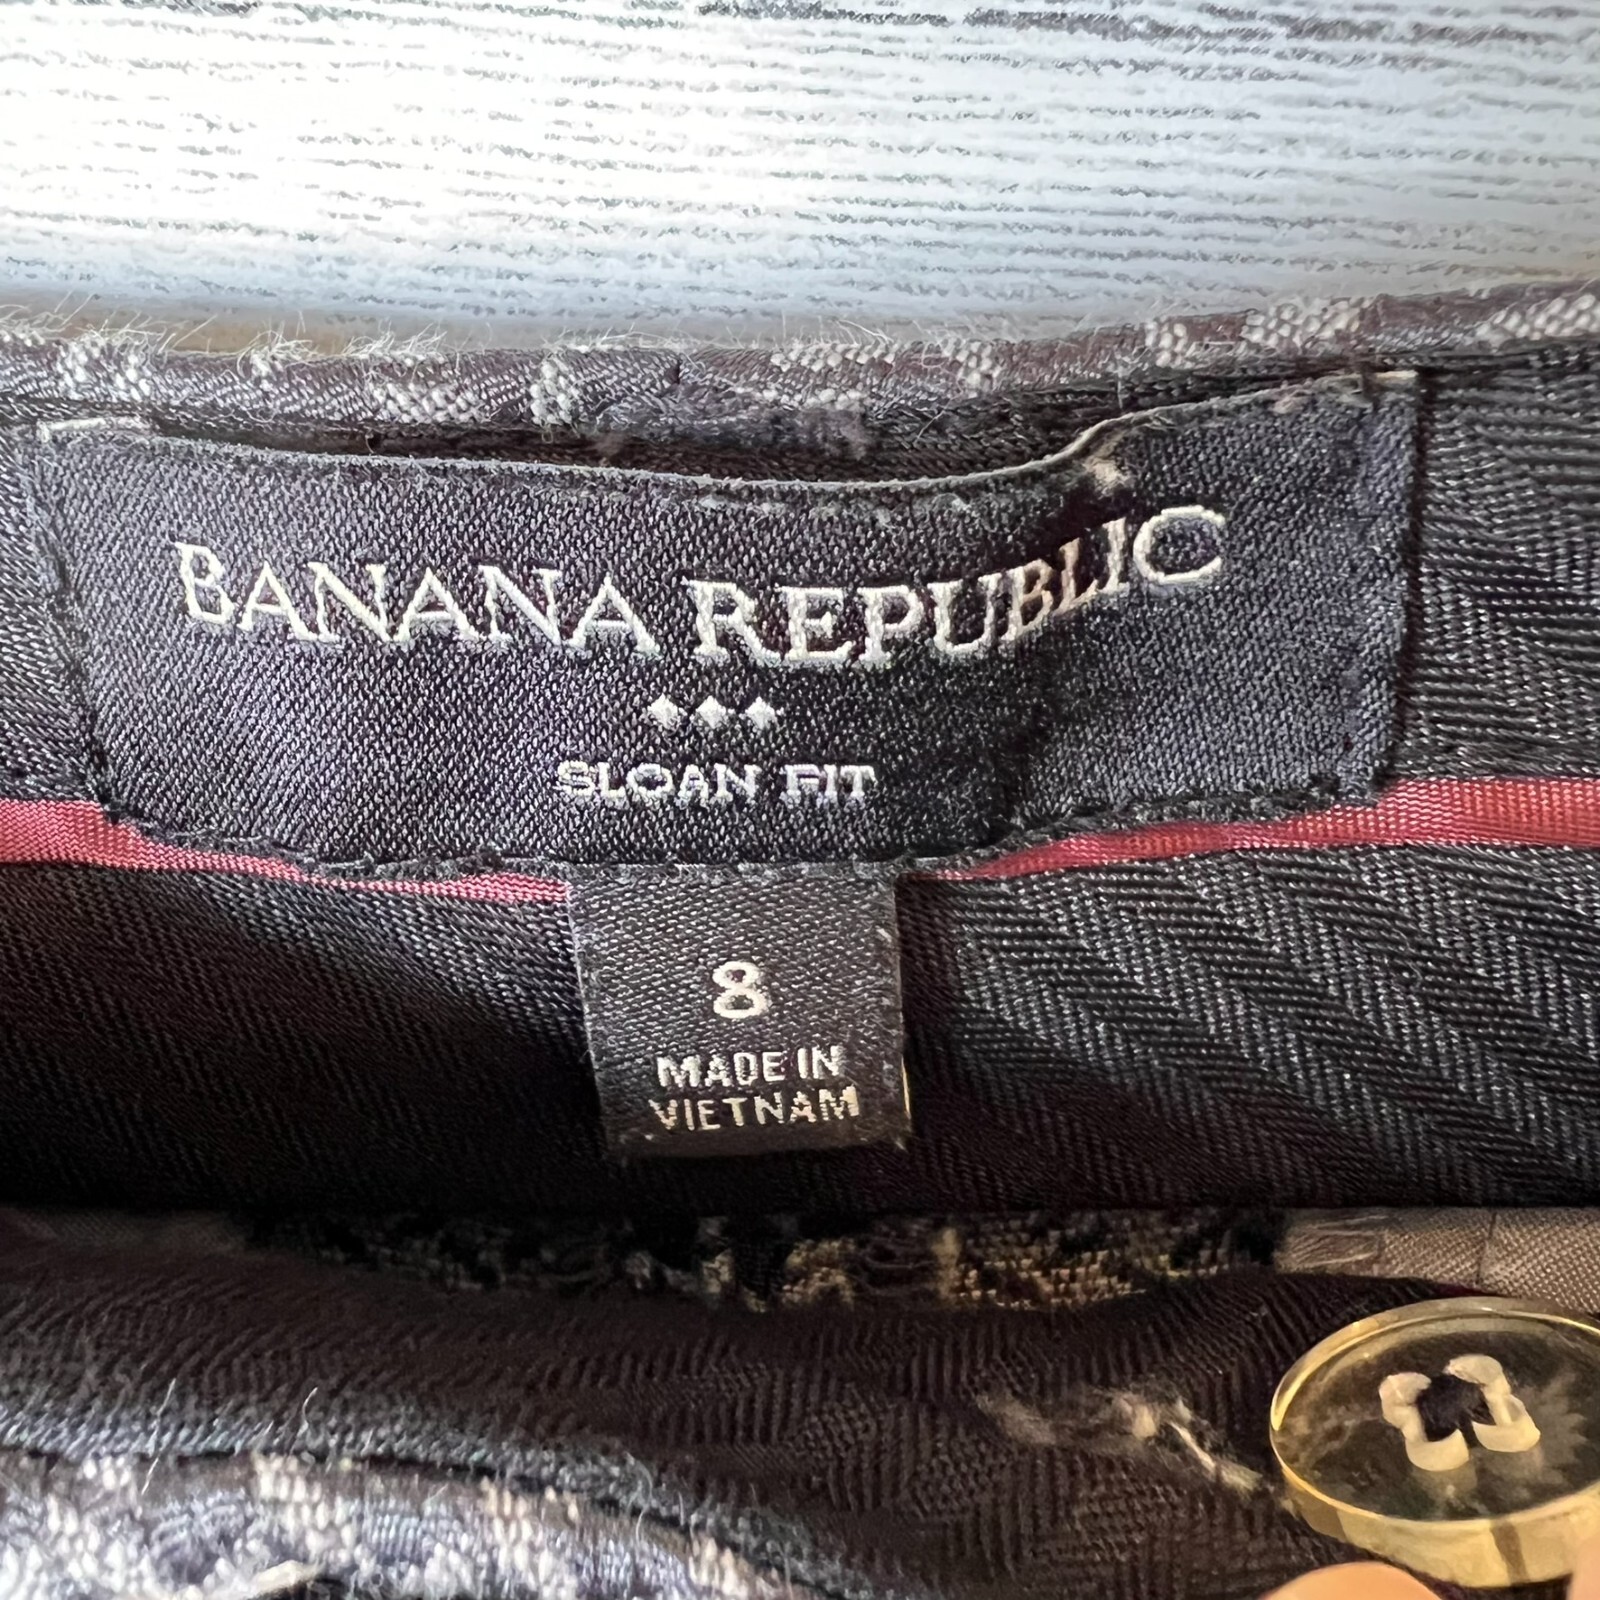 BANANA REPUBLIC
SLOAN FIT
8
MADE IN
VIETNAM